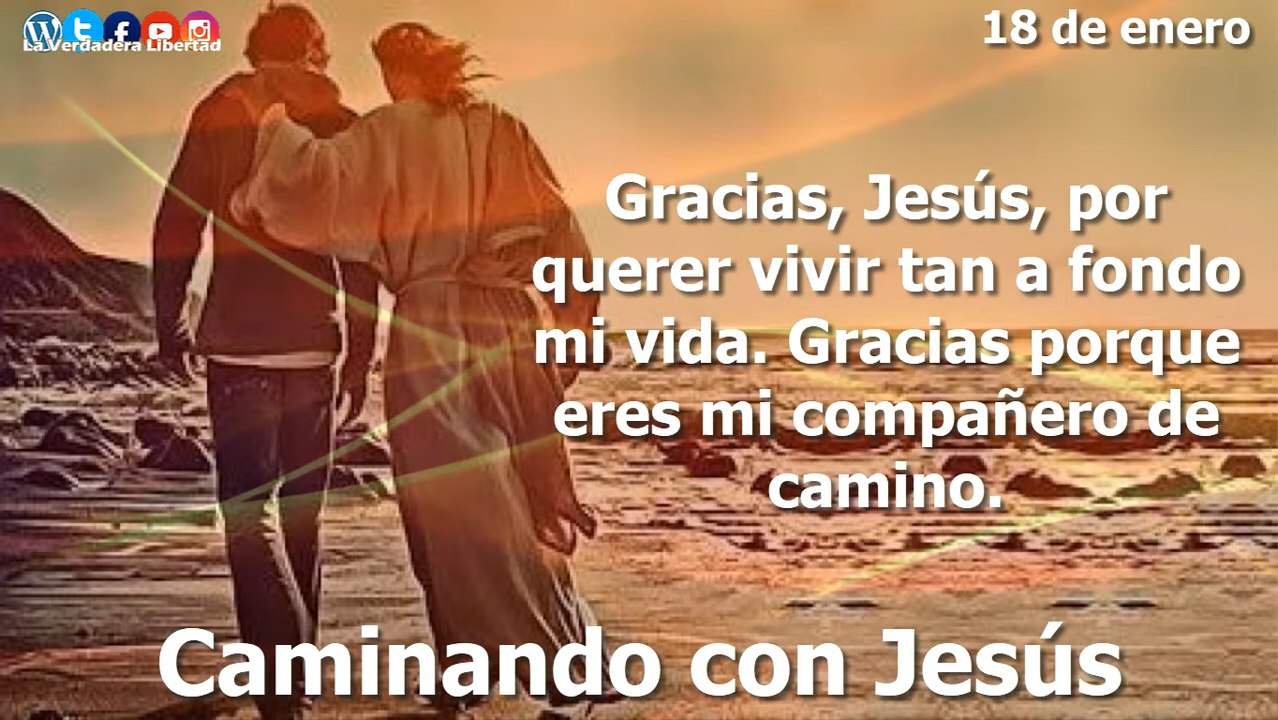 La Verdadera Libertad
18 de enero
Gracias, Jesús, por
querer vivir tan a fondo
mi vida. Gracias porque
eres mi compañero de
camino.
Caminando con Jesús